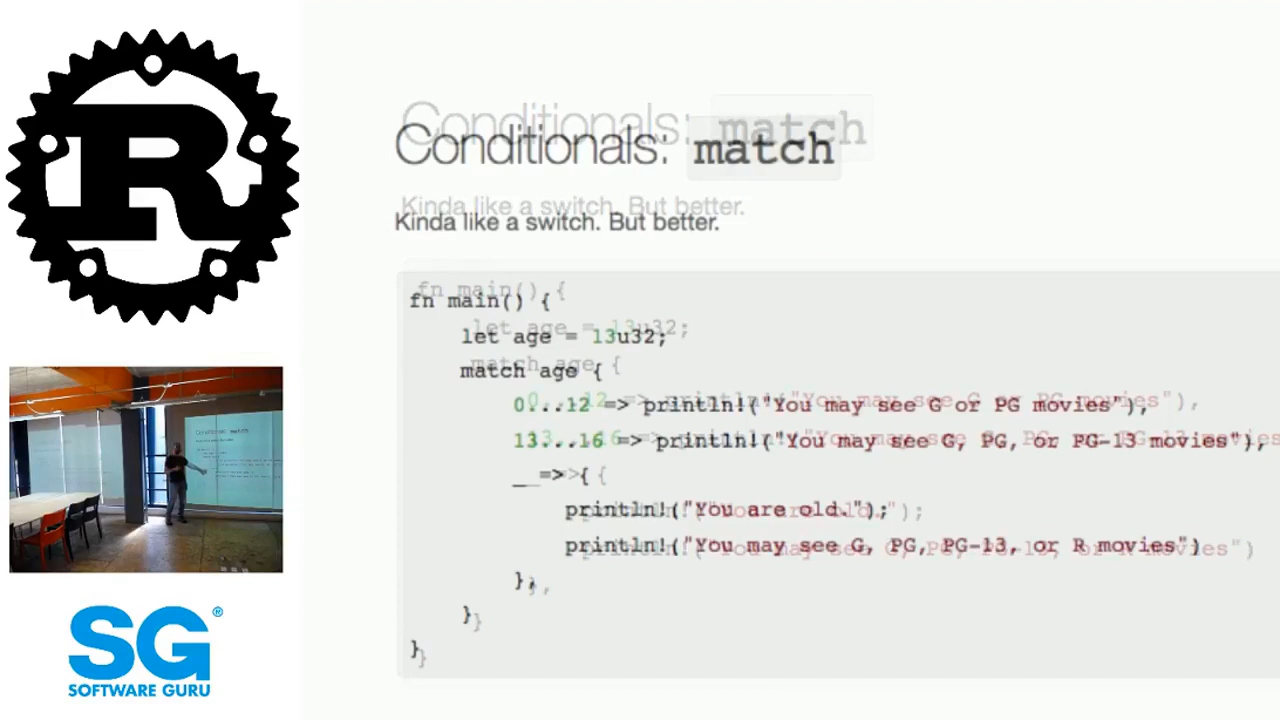 Conditionals: match
Kinda like a switch. But better.
fn main() {
    let age = 13u32;
    match age {
        0...12 => println!("You may see G or PG movies"),
        13...16 => println!("You may see G, PG, or PG-13 movies"),
        _ => {
            println!("You are old.");
            println!("You may see G, PG, PG-13, or R movies")
        },
    }
}
R
SG®
SOFTWARE GURU